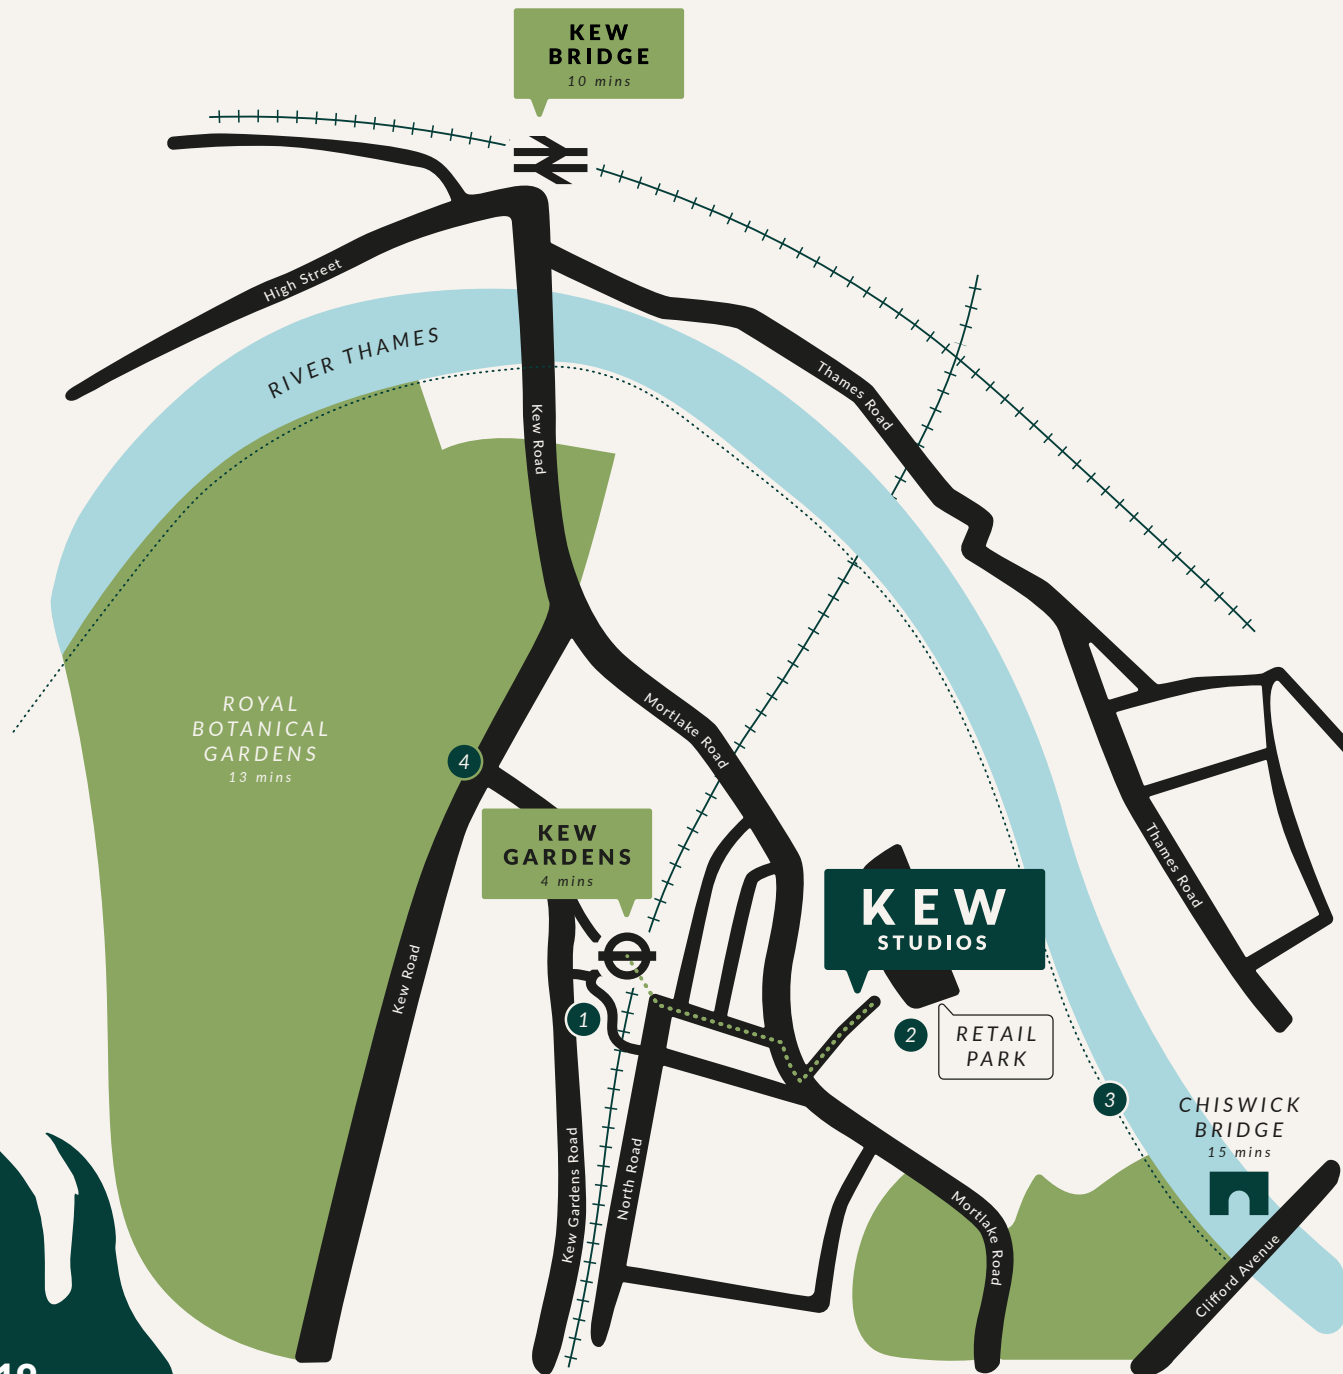 KEW
BRIDGE
10 mins
High Street
RIVER THAMES
Kew Road
Thames Road
ROYAL
BOTANICAL
GARDENS
13 mins
Mortlake Road
4
KEW
GARDENS
4 mins
KEW
STUDIOS
Thames Road
Kew Road
1
2
RETAIL
PARK
3
CHISWICK
BRIDGE
15 mins
Kew Gardens Road
North Road
Mortlake Road
Clifford Avenue